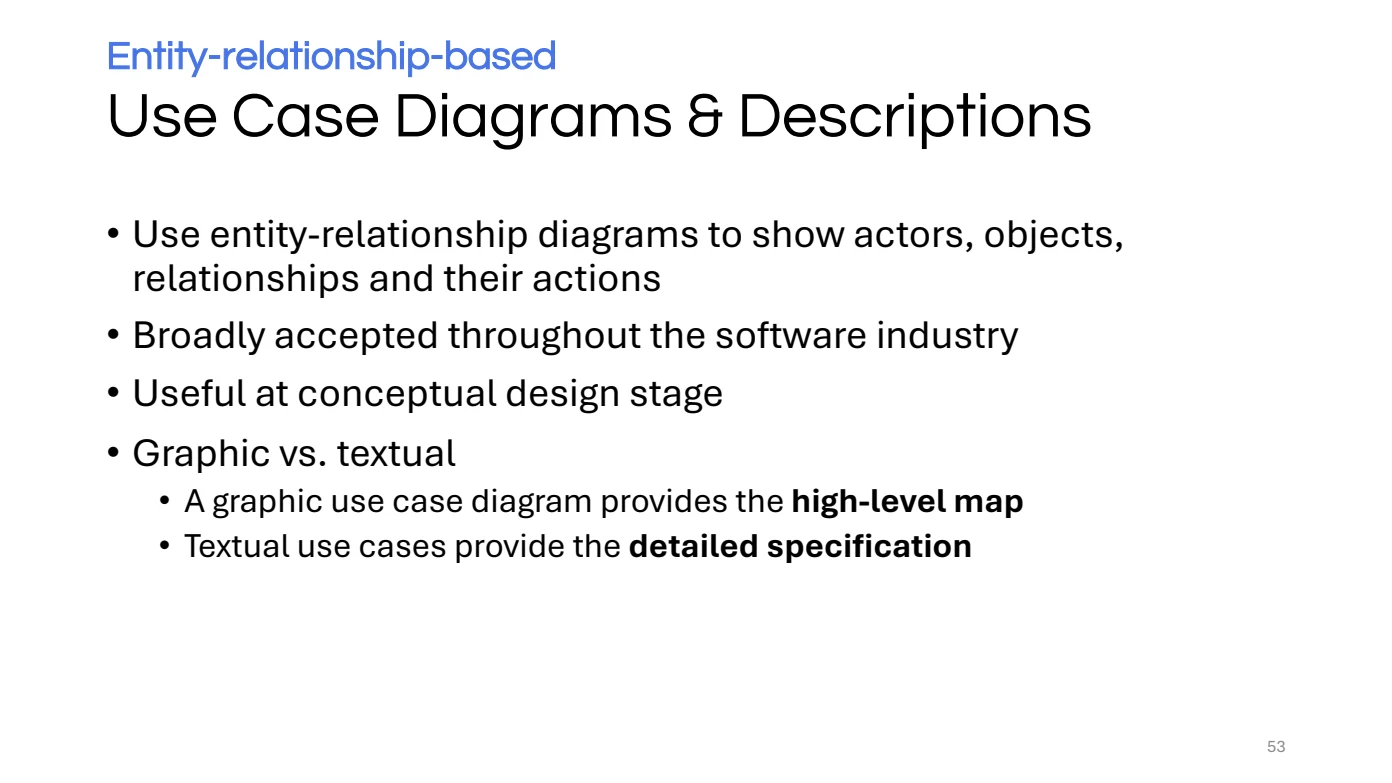 Entity-relationship-based
Use Case Diagrams & Descriptions
• Use entity-relationship diagrams to show actors, objects,
relationships and their actions
• Broadly accepted throughout the software industry
• Useful at conceptual design stage
• Graphic vs. textual
• A graphic use case diagram provides the high-level map
• Textual use cases provide the detailed specification
53